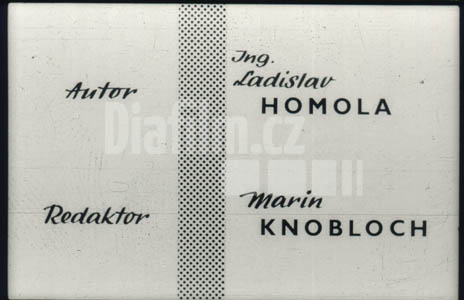 Ing.
Autor Ladislav
HOMOLA
Diafilm.cz
Redaktor Marin
KNOBLOCH